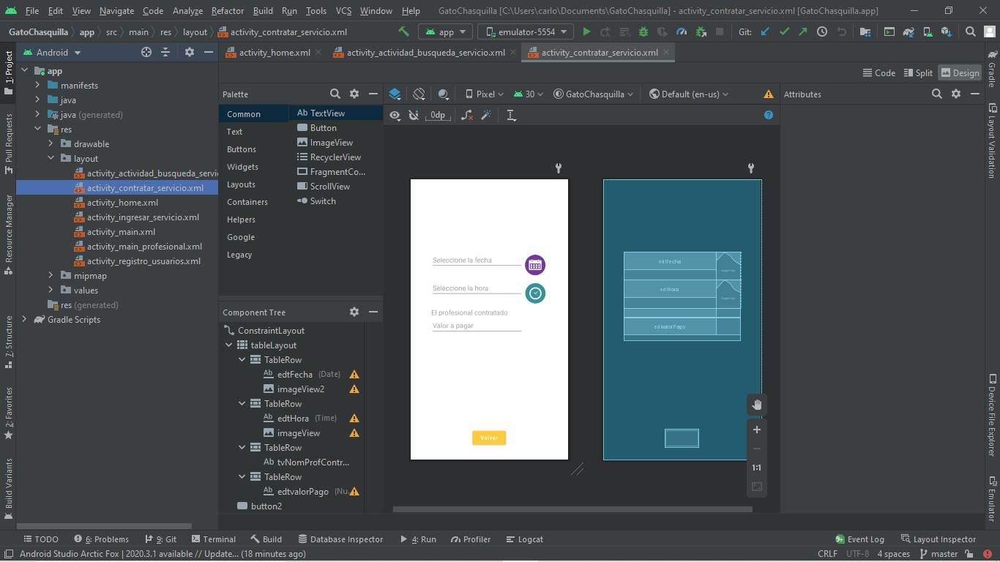 File Edit View Navigate Code Analyze Refactor Build Run Tools VCS Window Help GatoChasquilla [C:\Users\carlo\Documents\GatoChasquilla] - activity_contratar_servicio.xml [GatoChasquilla.app]
GatoChasquilla app src main res layout activity_contratar_servicio.xml app emulator-5554 Git:
Android activity_home.xml activity_actividad_busqueda_servicio.xml activity_contratar_servicio.xml
Code Split Design
1: Project
Pull Requests
Resource Manager
7: Structure
2: Favorites
Build Variants
app
manifests
java
java (generated)
res
drawable
layout
activity_actividad_busqueda_servi
activity_contratar_servicio.xml
activity_home.xml
activity_ingresar_servicio.xml
activity_main.xml
activity_main_profesional.xml
activity_registro_usuarios.xml
mipmap
values
res (generated)
Gradle Scripts
Palette
Common
Text
Buttons
Widgets
Layouts
Containers
Helpers
Google
Legacy
Ab TextView
Button
ImageView
RecyclerView
FragmentCo...
ScrollView
Switch
Component Tree
ConstraintLayout
tableLayout
TableRow
Ab edtFecha (Date)
imageView2
TableRow
Ab edtHora (Time)
imageView
TableRow
Ab tvNomProfContr...
TableRow
Ab edtvalorPago (Nu...
button2
Pixel 30 GatoChasquilla Default (en-us)
0dp
Seleccione la fecha
Seleccione la hora
El profesional contratado
Valor a pagar
Volver
edtFecha
ImageView
edtHora
ImageView
edtvalorPago
1:1
Attributes
Gradle
Layout Validation
Device File Explorer
Emulator
TODO 6: Problems 9: Git Terminal Build Database Inspector 4: Run Profiler Logcat 9+ Event Log Layout Inspector
Android Studio Arctic Fox | 2020.3.1 available // Update... (18 minutes ago) CRLF UTF-8 4 spaces master